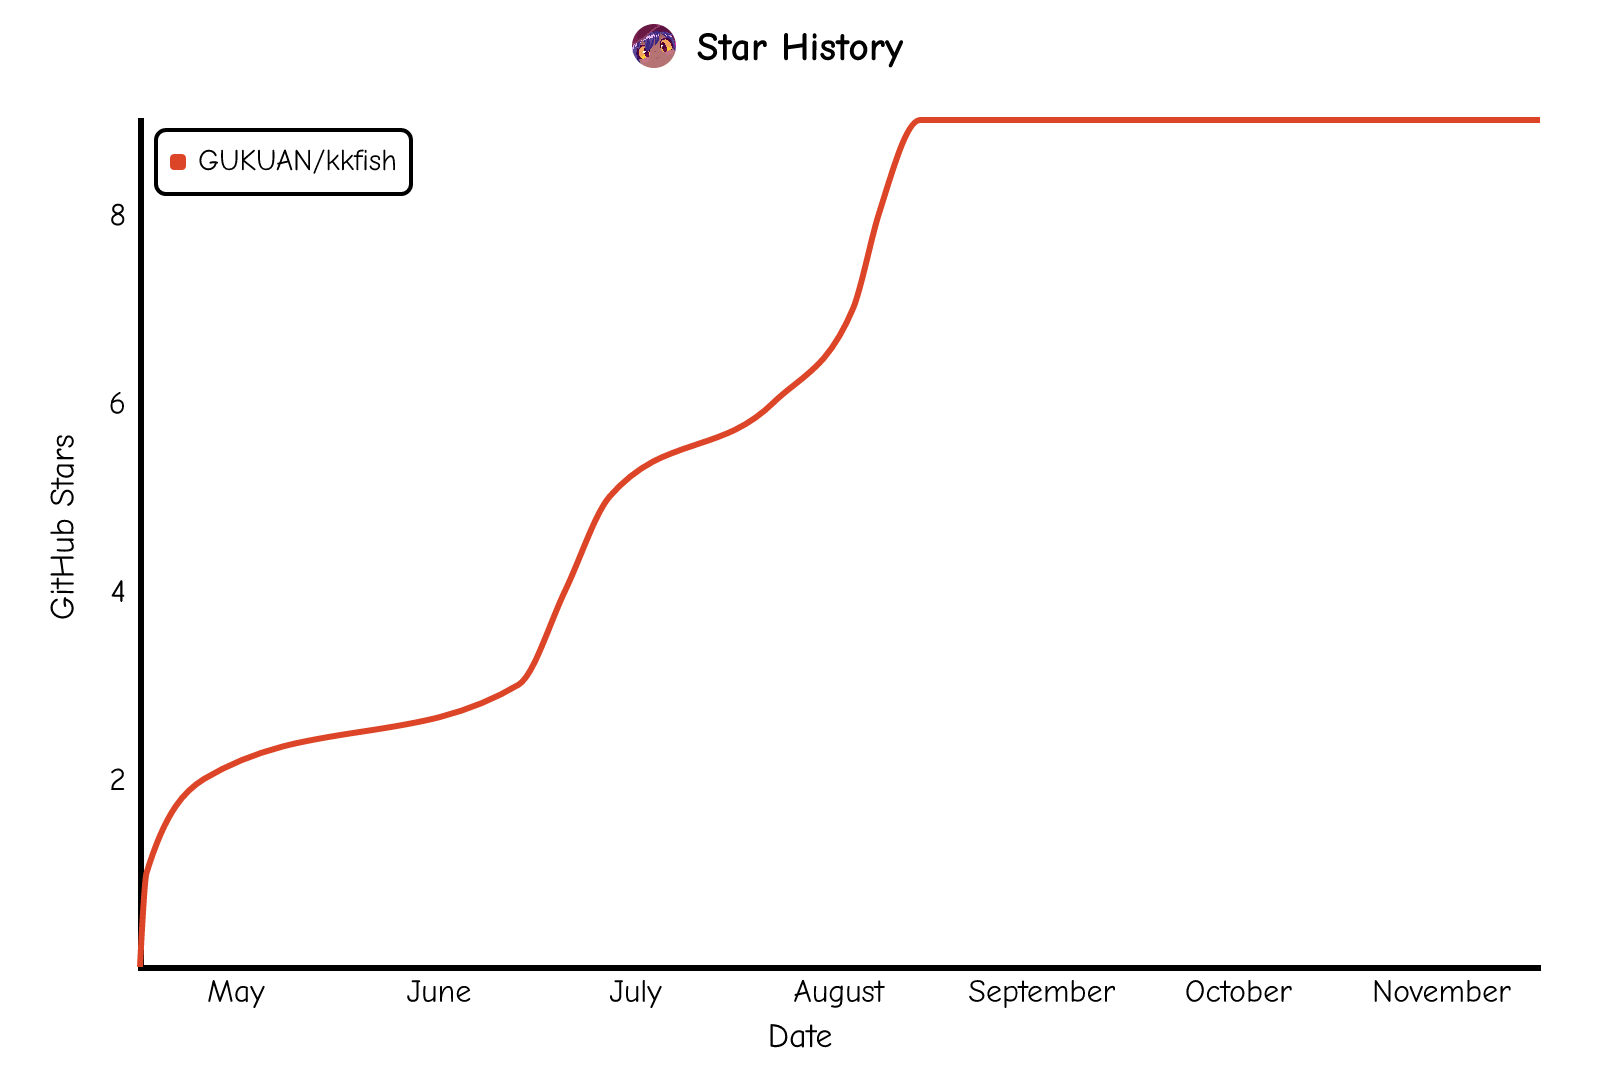 Star History
GUKUAN/kkfish
8
6
4
2
GitHub Stars
May June July August September October November
Date